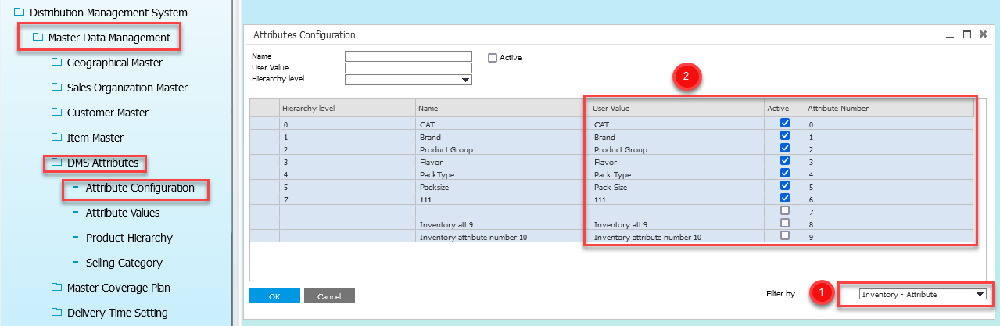 Distribution Management System
Master Data Management
Geographical Master
Sales Organization Master
Customer Master
Item Master
DMS Attributes
Attribute Configuration
Attribute Values
Product Hierarchy
Selling Category
Master Coverage Plan
Delivery Time Setting
Attributes Configuration
Name
Active
User Value
Hierarchy level
2
Hierarchy level Name User Value Active Attribute Number
0 CAT CAT 0
1 Brand Brand 1
2 Product Group Product Group 2
3 Flavor Flavor 3
4 PackType Pack Type 4
5 Packsize Pack Size 5
7 111 111 6
7
Inventory att 9 Inventory att 9 8
Inventory attribute number 10 Inventory attribute number 10 9
OK Cancel Filter by 1 Inventory - Attribute